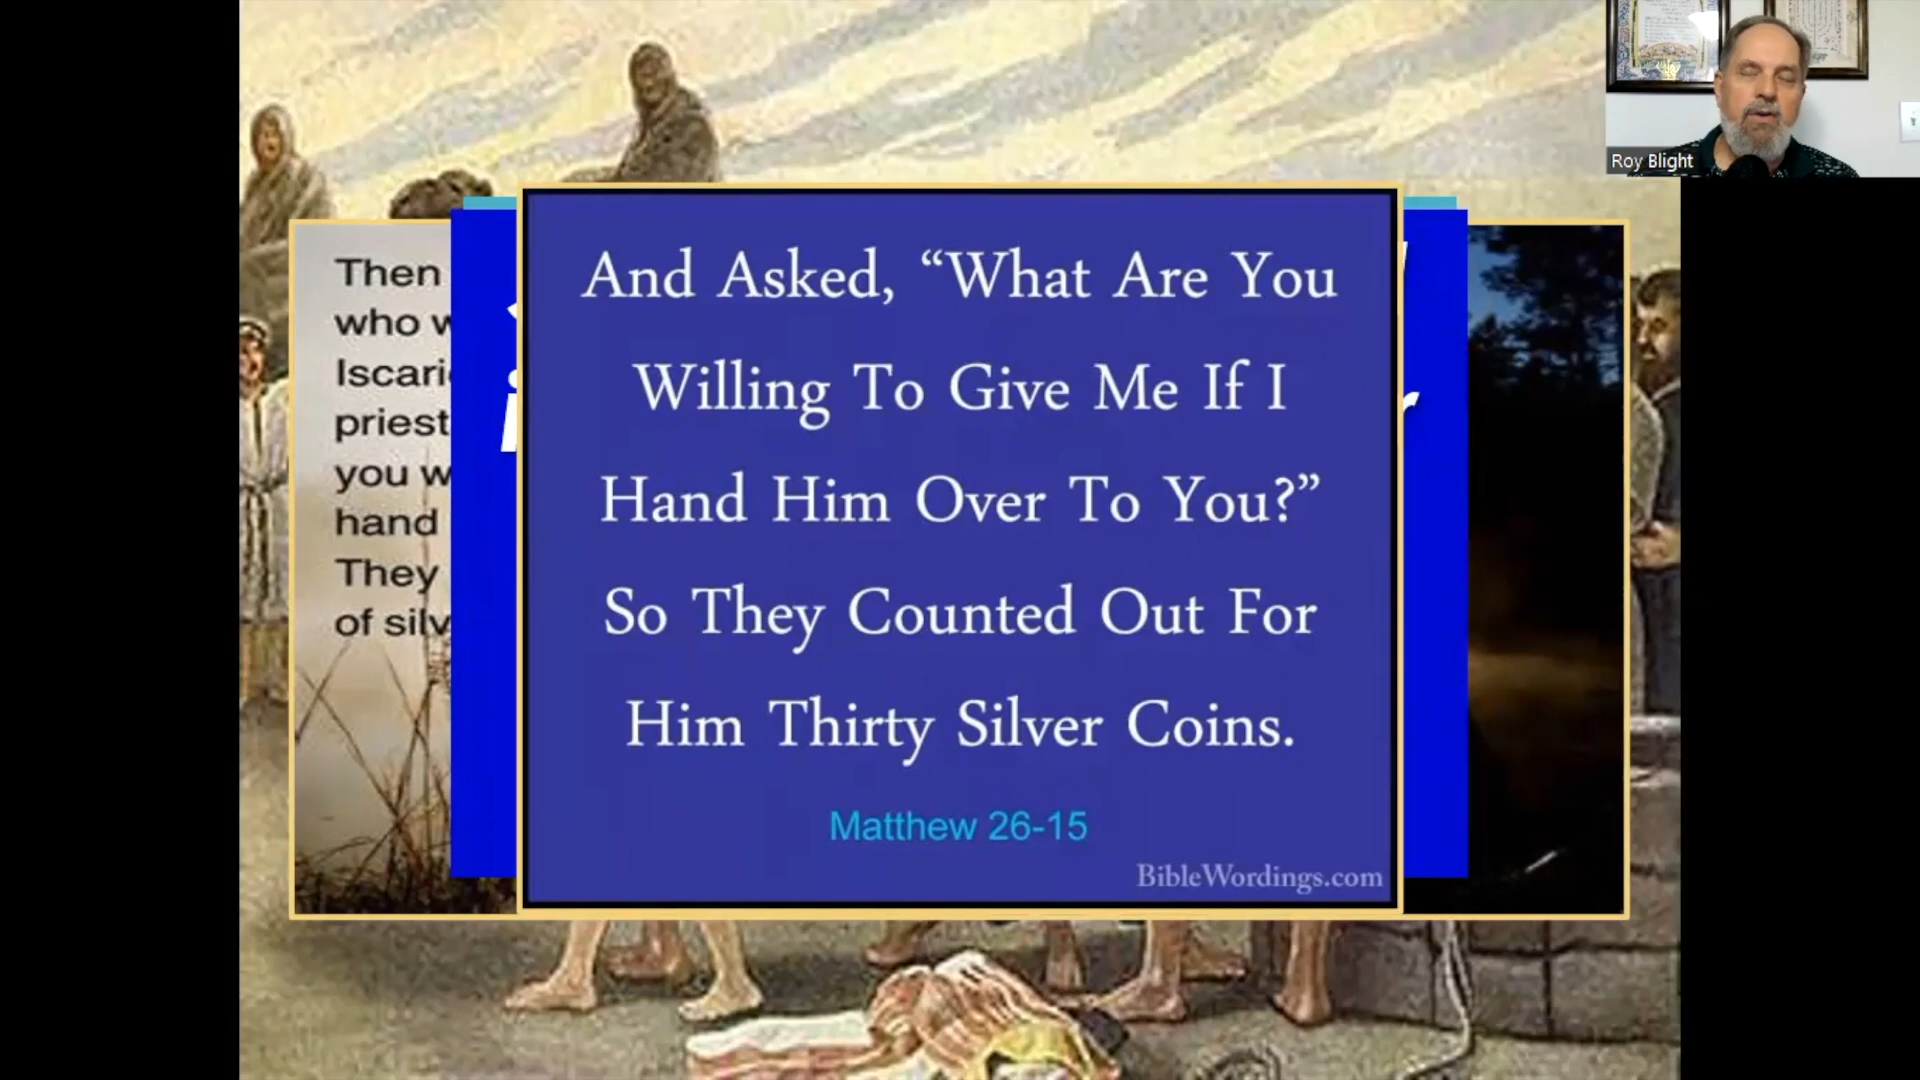 Roy Blight
Then
who w
Iscari
priest
you w
hand
They
of silv
And Asked, “What Are You
Willing To Give Me If I
Hand Him Over To You?”
So They Counted Out For
Him Thirty Silver Coins.
Matthew 26-15
BibleWordings.com